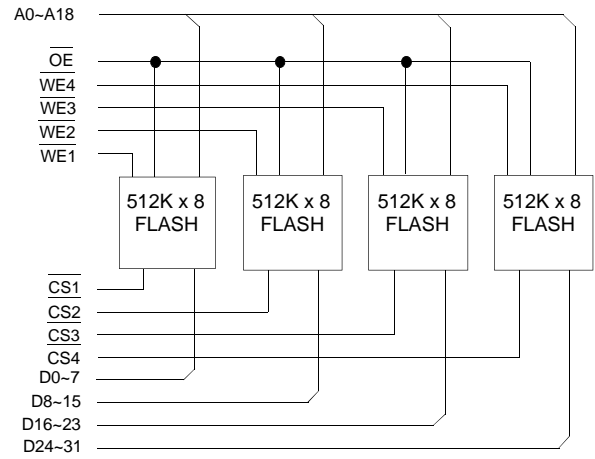 A0~A18
OE
WE4
WE3
WE2
WE1
512K x 8
FLASH
512K x 8
FLASH
512K x 8
FLASH
512K x 8
FLASH
CS1
CS2
CS3
CS4
D0~7
D8~15
D16~23
D24~31